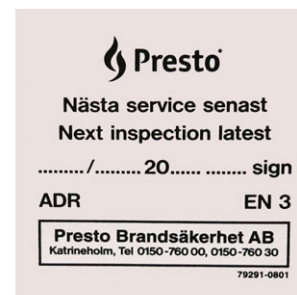 Presto
Nästa service senast
Next inspection latest
........./......... 20...... ........ sign
ADR EN 3
Presto Brandsäkerhet AB
Katrineholm, Tel 0150-760 00, 0150-760 30
79291-0801